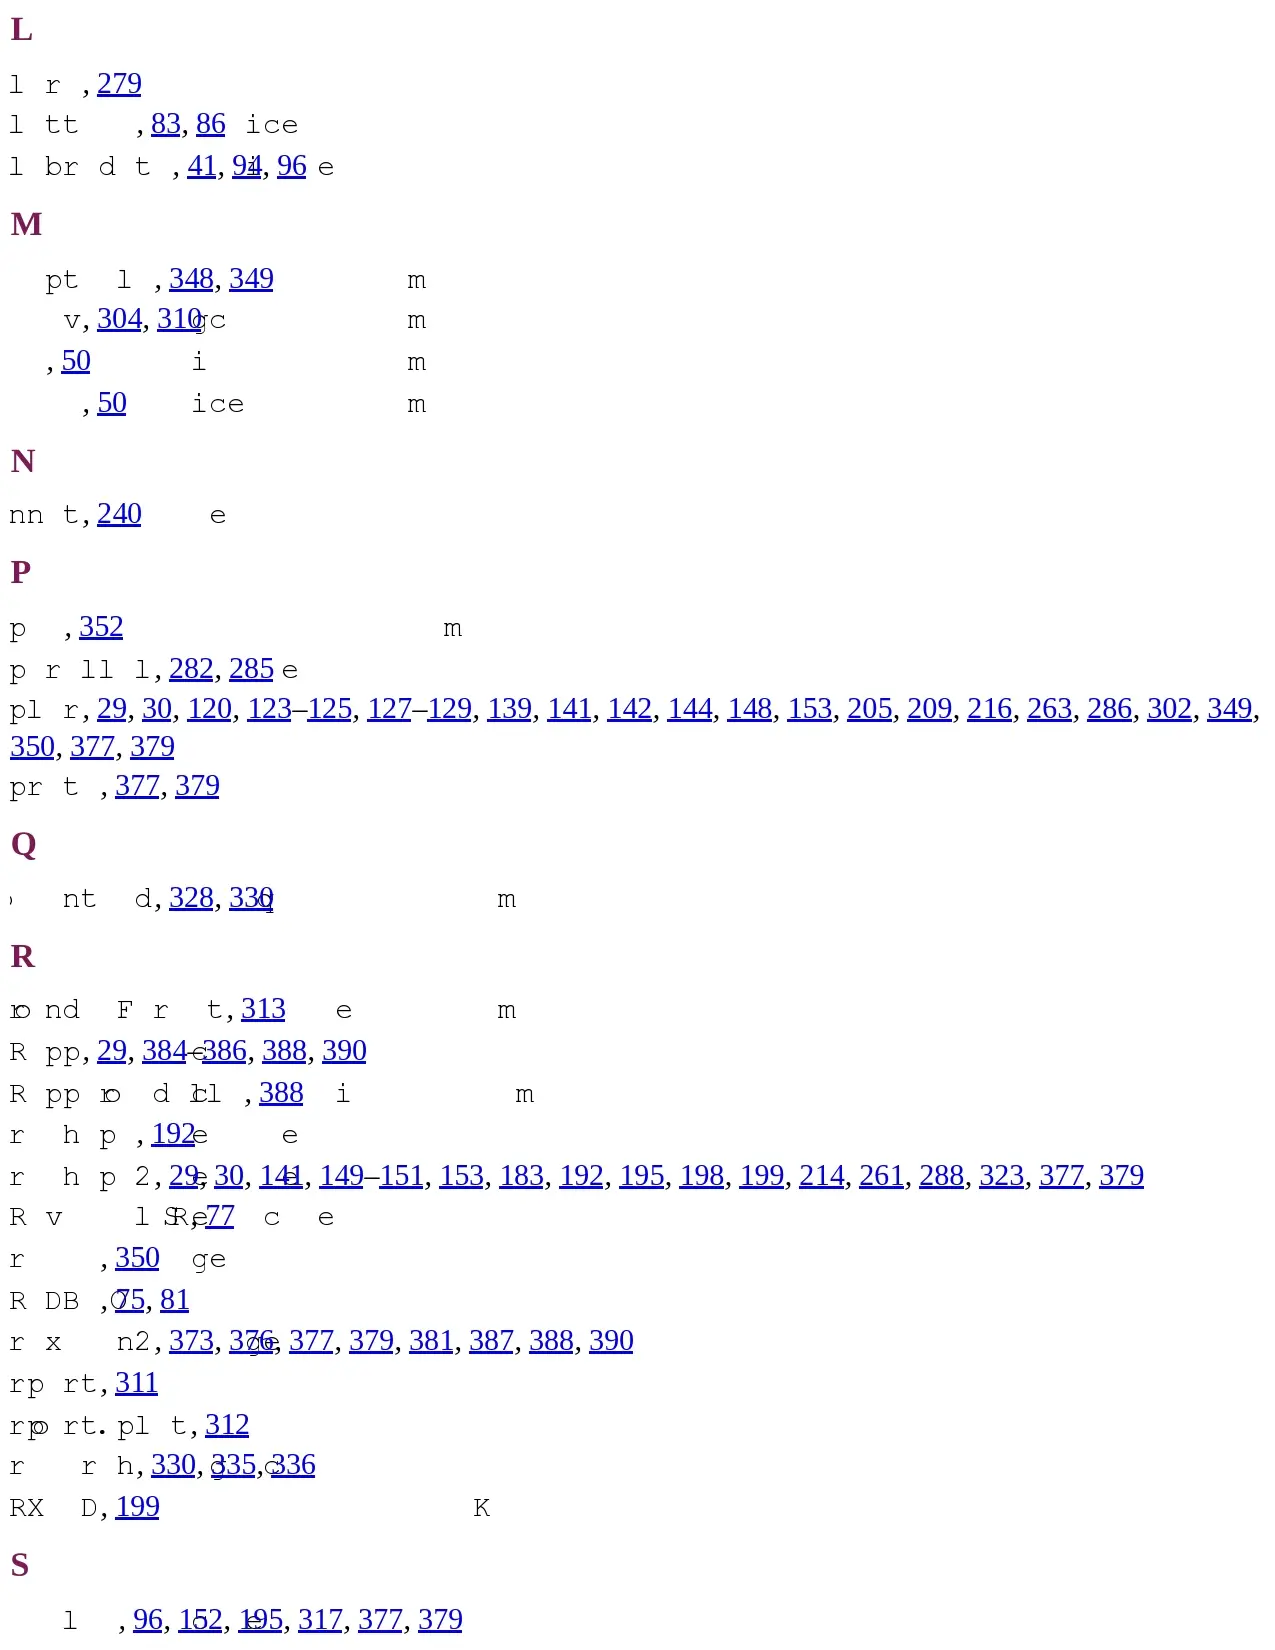 L
l r , 279
l tt , 83, 86 ice
l br d t , 41, 94, 96 e
M
pt l , 348, 349 m
v, 304, 310 gc m
, 50 i m
, 50 ice m
N
nn t, 240 e
P
p , 352 m
p r ll l, 282, 285 e
pl r, 29, 30, 120, 123–125, 127–129, 139, 141, 142, 144, 148, 153, 205, 209, 216, 263, 286, 302, 349,
350, 377, 379
pr t , 377, 379
Q
nt d, 328, 330 m
R
r nd F r t, 313 e m
R pp, 29, 384–386, 388, 390
R pp d ll , 388 i m
r h p , 192 e e
r h p 2, 29, 30, 141, 149–151, 153, 183, 192, 195, 198, 199, 214, 261, 288, 323, 377, 379
R v l , 77 c e
r , 350 ge
R DB , 75, 81
r x n2, 373, 376, 377, 379, 381, 387, 388, 390
rp rt, 311
rp rt.pl t, 312
r r h, 330, 335, 336
RX D, 199 K
S
l , 96, 152, 195, 317, 377, 379